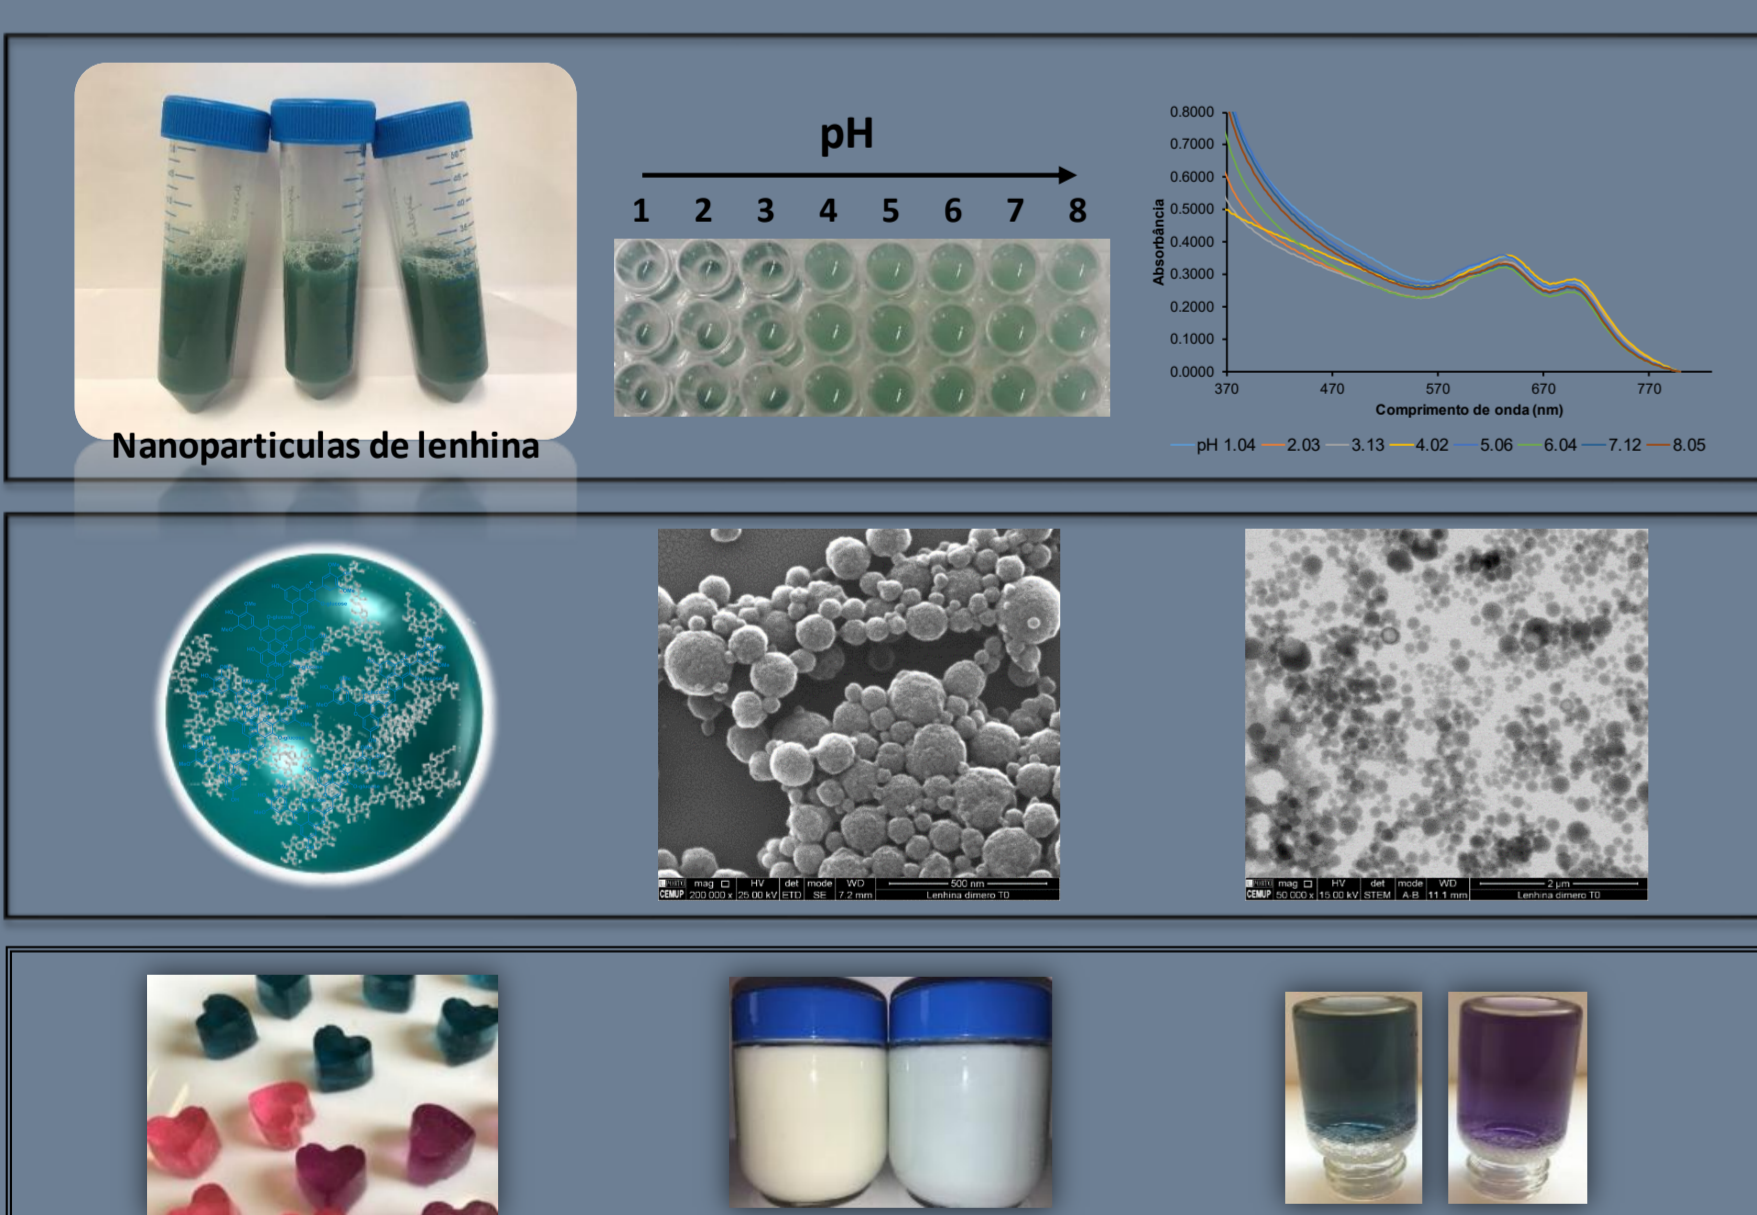 pH
1 2 3 4 5 6 7 8
Nanoparticulas de lenhina
Absorbância
0.8000
0.7000
0.6000
0.5000
0.4000
0.3000
0.2000
0.1000
0.0000
370 470 570 670 770
Comprimento de onda (nm)
pH 1.04 2.03 3.13 4.02 5.06 6.04 7.12 8.05
mag HV det mode WD 500 nm
CEMUP 200 000 x 25.00 kV ETD SE 7.2 mm Lenhina dimero T0
mag HV det mode WD 2 µm
CEMUP 50 000 x 15.00 kV STEM A-B 11.1 mm Lenhina dimero T0